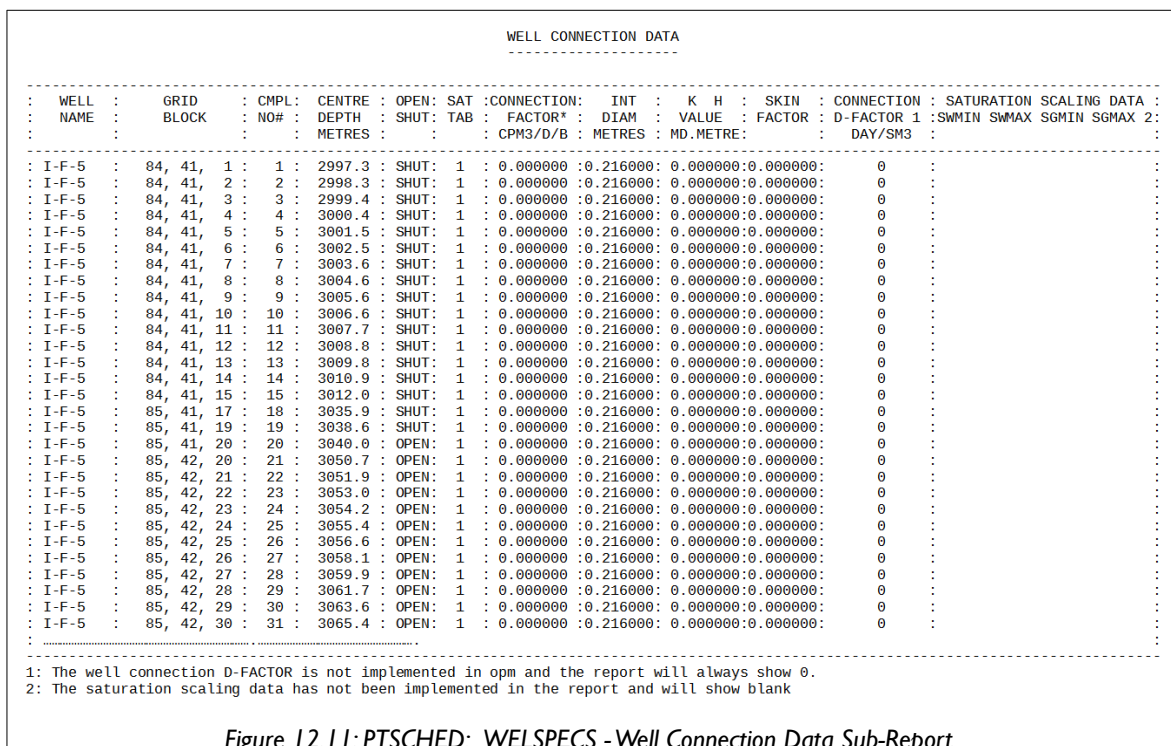 WELL CONNECTION DATA
--------------------
--------------------------------------------------------------------------------------------------------------------------------------------
: WELL : GRID : CMPL: CENTRE : OPEN: SAT :CONNECTION: INT : K H : SKIN : CONNECTION : SATURATION SCALING DATA :
: NAME : BLOCK : NO# : DEPTH : SHUT: TAB : FACTOR* : DIAM : VALUE : FACTOR : D-FACTOR 1 :SWMIN SWMAX SGMIN SGMAX 2:
: : : : METRES : : : CPM3/D/B : METRES : MD.METRE: : DAY/SM3 : :
--------------------------------------------------------------------------------------------------------------------------------------------
: I-F-5 : 84, 41, 1 : 1 : 2997.3 : SHUT: 1 : 0.000000 :0.216000: 0.000000:0.000000: 0 : :
: I-F-5 : 84, 41, 2 : 2 : 2998.3 : SHUT: 1 : 0.000000 :0.216000: 0.000000:0.000000: 0 : :
: I-F-5 : 84, 41, 3 : 3 : 2999.4 : SHUT: 1 : 0.000000 :0.216000: 0.000000:0.000000: 0 : :
: I-F-5 : 84, 41, 4 : 4 : 3000.4 : SHUT: 1 : 0.000000 :0.216000: 0.000000:0.000000: 0 : :
: I-F-5 : 84, 41, 5 : 5 : 3001.5 : SHUT: 1 : 0.000000 :0.216000: 0.000000:0.000000: 0 : :
: I-F-5 : 84, 41, 6 : 6 : 3002.5 : SHUT: 1 : 0.000000 :0.216000: 0.000000:0.000000: 0 : :
: I-F-5 : 84, 41, 7 : 7 : 3003.6 : SHUT: 1 : 0.000000 :0.216000: 0.000000:0.000000: 0 : :
: I-F-5 : 84, 41, 8 : 8 : 3004.6 : SHUT: 1 : 0.000000 :0.216000: 0.000000:0.000000: 0 : :
: I-F-5 : 84, 41, 9 : 9 : 3005.6 : SHUT: 1 : 0.000000 :0.216000: 0.000000:0.000000: 0 : :
: I-F-5 : 84, 41, 10 : 10 : 3006.6 : SHUT: 1 : 0.000000 :0.216000: 0.000000:0.000000: 0 : :
: I-F-5 : 84, 41, 11 : 11 : 3007.7 : SHUT: 1 : 0.000000 :0.216000: 0.000000:0.000000: 0 : :
: I-F-5 : 84, 41, 12 : 12 : 3008.8 : SHUT: 1 : 0.000000 :0.216000: 0.000000:0.000000: 0 : :
: I-F-5 : 84, 41, 13 : 13 : 3009.8 : SHUT: 1 : 0.000000 :0.216000: 0.000000:0.000000: 0 : :
: I-F-5 : 84, 41, 14 : 14 : 3010.9 : SHUT: 1 : 0.000000 :0.216000: 0.000000:0.000000: 0 : :
: I-F-5 : 84, 41, 15 : 15 : 3012.0 : SHUT: 1 : 0.000000 :0.216000: 0.000000:0.000000: 0 : :
: I-F-5 : 85, 41, 17 : 18 : 3035.9 : SHUT: 1 : 0.000000 :0.216000: 0.000000:0.000000: 0 : :
: I-F-5 : 85, 41, 19 : 19 : 3038.6 : SHUT: 1 : 0.000000 :0.216000: 0.000000:0.000000: 0 : :
: I-F-5 : 85, 41, 20 : 20 : 3040.0 : OPEN: 1 : 0.000000 :0.216000: 0.000000:0.000000: 0 : :
: I-F-5 : 85, 42, 20 : 21 : 3050.7 : OPEN: 1 : 0.000000 :0.216000: 0.000000:0.000000: 0 : :
: I-F-5 : 85, 42, 21 : 22 : 3051.9 : OPEN: 1 : 0.000000 :0.216000: 0.000000:0.000000: 0 : :
: I-F-5 : 85, 42, 22 : 23 : 3053.0 : OPEN: 1 : 0.000000 :0.216000: 0.000000:0.000000: 0 : :
: I-F-5 : 85, 42, 23 : 24 : 3054.2 : OPEN: 1 : 0.000000 :0.216000: 0.000000:0.000000: 0 : :
: I-F-5 : 85, 42, 24 : 25 : 3055.4 : OPEN: 1 : 0.000000 :0.216000: 0.000000:0.000000: 0 : :
: I-F-5 : 85, 42, 25 : 26 : 3056.6 : OPEN: 1 : 0.000000 :0.216000: 0.000000:0.000000: 0 : :
: I-F-5 : 85, 42, 26 : 27 : 3058.1 : OPEN: 1 : 0.000000 :0.216000: 0.000000:0.000000: 0 : :
: I-F-5 : 85, 42, 27 : 28 : 3059.9 : OPEN: 1 : 0.000000 :0.216000: 0.000000:0.000000: 0 : :
: I-F-5 : 85, 42, 28 : 29 : 3061.7 : OPEN: 1 : 0.000000 :0.216000: 0.000000:0.000000: 0 : :
: I-F-5 : 85, 42, 29 : 30 : 3063.6 : OPEN: 1 : 0.000000 :0.216000: 0.000000:0.000000: 0 : :
: I-F-5 : 85, 42, 30 : 31 : 3065.4 : OPEN: 1 : 0.000000 :0.216000: 0.000000:0.000000: 0 : :
: ……………………………………………………………. ……………………………………………. :
--------------------------------------------------------------------------------------------------------------------------------------------
1: The well connection D-FACTOR is not implemented in opm and the report will always show 0.
2: The saturation scaling data has not been implemented in the report and will show blank
Figure 12.11: PTSCHED: WELSPECS - Well Connection Data Sub-Report